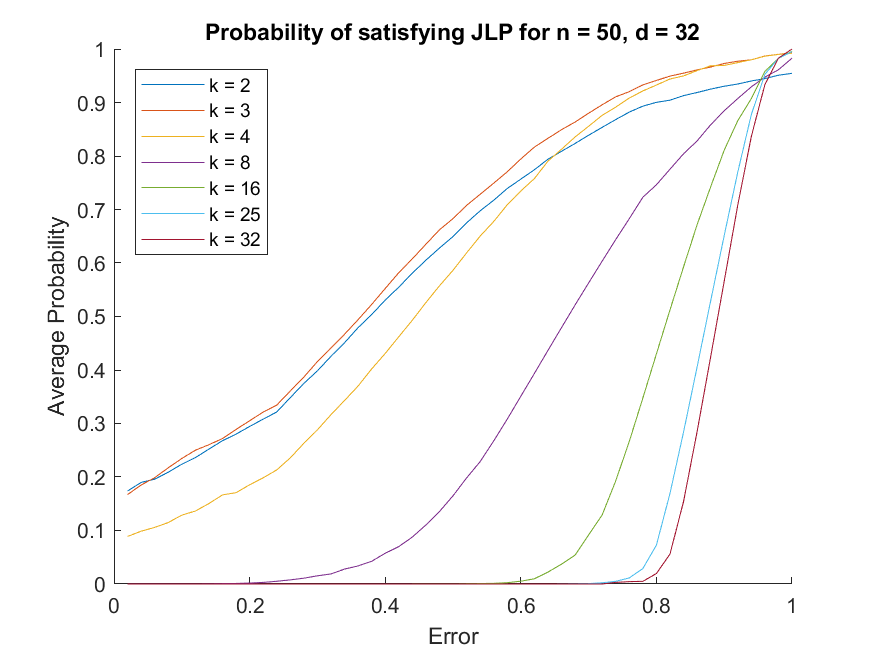 Probability of satisfying JLP for n = 50, d = 32
1
k = 2
k = 3
0.9
k = 4
0.8
k = 8
k = 16
0.7
k = 25
k = 32
0.6
0.5
0.4
0.3
0.2
0.1
0
Average Probability
0
0.2
0.4
0.6
0.8
1
Error